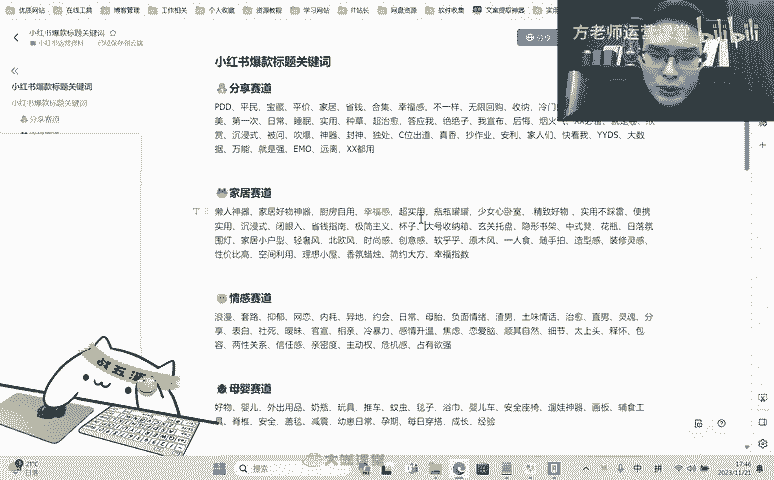 优质网站 在线工具 博客管理 工作相关 个人收藏 资源教程 学习网站 IT站长 网盘资源 软件收集 文案提取神器
方老师运营课堂 bilibili
小红书爆款标题关键词
分享
小红书爆款标题关键词
小红书爆款标题关键词
小红书爆款标题关键词
分享赛道
分享赛道
PDD、平民、宝藏、平价、家居、省钱、合集、幸福感、不一样、无限回购、收纳、冷门
美、第一次、日常、睡眠、实用、种草、超治愈、答应我、绝绝子、我宣布、后悔、烟火
赏、沉浸式、被问、吹爆、神器、封神、独处、C位出道、真香、抄作业、安利、家人们、快看我、YYDS、大数
据、万能、就是强、EMO、远离、XX都用
家居赛道
懒人神器、家居好物神器、厨房自用、幸福感、超实用、瓶瓶罐罐、少女心卧室、精致好物、实用不踩雷、便携
实用、沉浸式、闭眼入、省钱指南、极简主义、杯子、大号收纳箱、玄关托盘、隐形书架、中式凳、花瓶、日落氛
围灯、家居小户型、轻奢风、北欧风、时尚感、创意感、软乎乎、原木风、一人食、随手拍、造型感、装修灵感、
性价比高、空间利用、理想小屋、香氛蜡烛、简约大方、幸福指数
情感赛道
浪漫、套路、抑郁、网恋、内耗、异地、约会、日常、母胎、负面情绪、渣男、土味情话、治愈、直男、灵魂、分
享、表白、社死、暧昧、官宣、相亲、冷暴力、感情升温、焦虑、恋爱脑、顺其自然、细节、太上头、释怀、包
容、两性关系、信任感、亲密度、主动权、危机感、占有欲强
母婴赛道
好物、婴儿、外出用品、奶瓶、玩具、推车、蚊虫、毯子、浴巾、婴儿车、安全座椅、遛娃神器、画板、辅食工
具、脊椎、安全、盖毯、减震、幼崽日常、孕期、每日穿搭、成长、经验
21°C
搜索
中 拼
17:46
2023/11/21